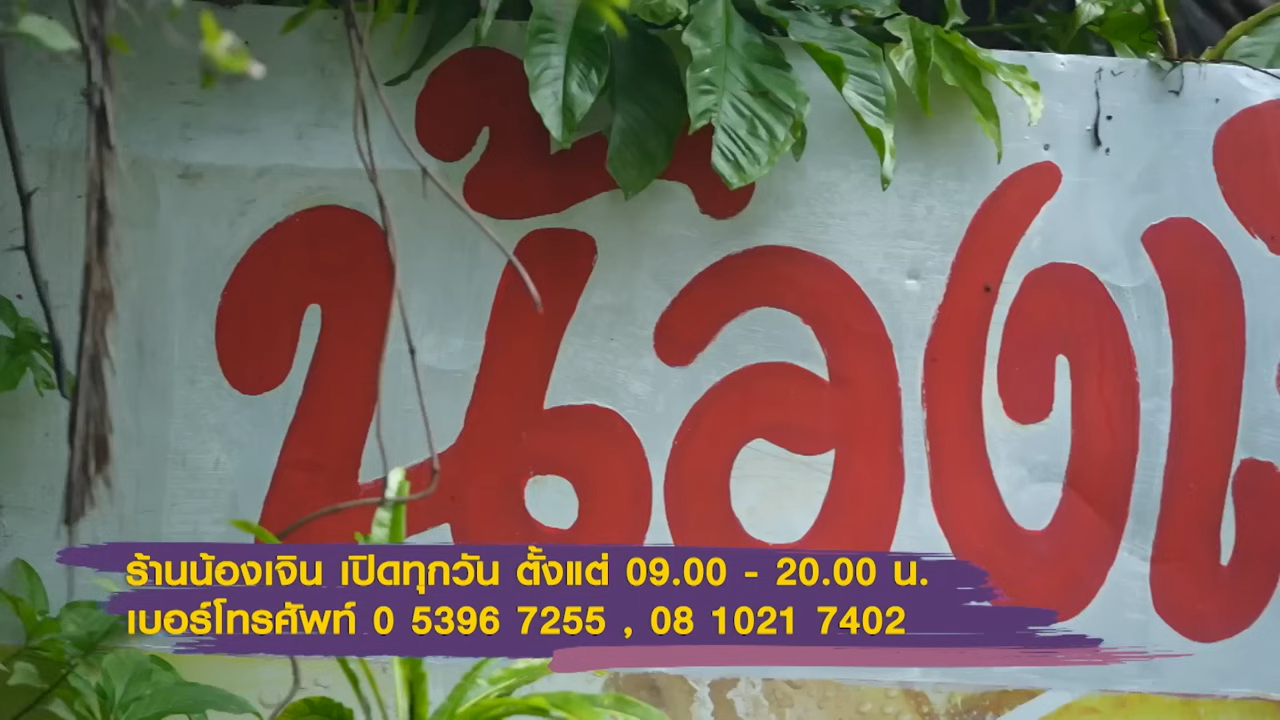 น้องเ
ร้านน้องเจิน เปิดทุกวัน ตั้งแต่ 09.00 - 20.00 น.
เบอร์โทรศัพท์ 0 5396 7255 , 08 1021 7402